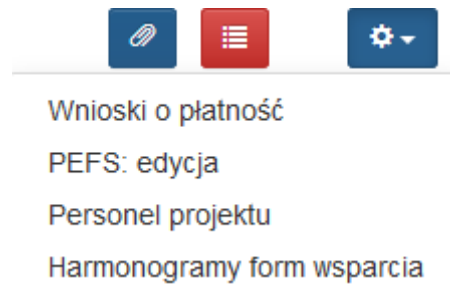 Wnioski o płatność
PEFS: edycja
Personel projektu
Harmonogramy form wsparcia